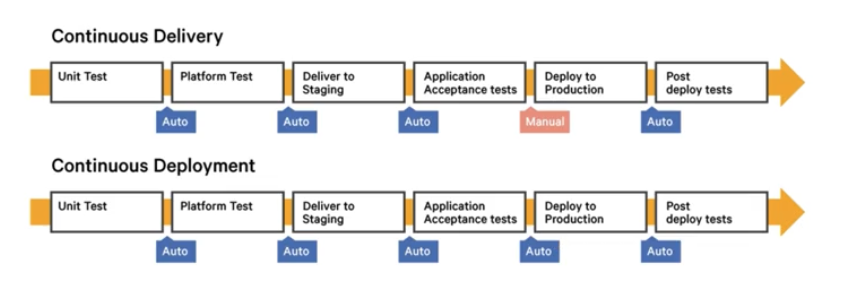 Continuous Delivery
Unit Test
Platform Test
Deliver to
Staging
Application
Acceptance tests
Deploy to
Production
Post
deploy tests
Auto
Auto
Auto
Manual
Auto
Continuous Deployment
Unit Test
Platform Test
Deliver to
Staging
Application
Acceptance tests
Deploy to
Production
Post
deploy tests
Auto
Auto
Auto
Auto
Auto